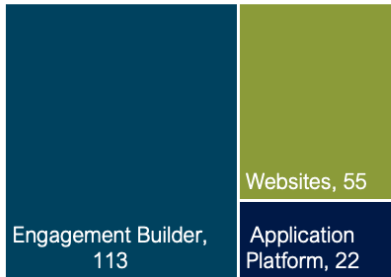 Engagement Builder,
113
Websites, 55
Application
Platform, 22